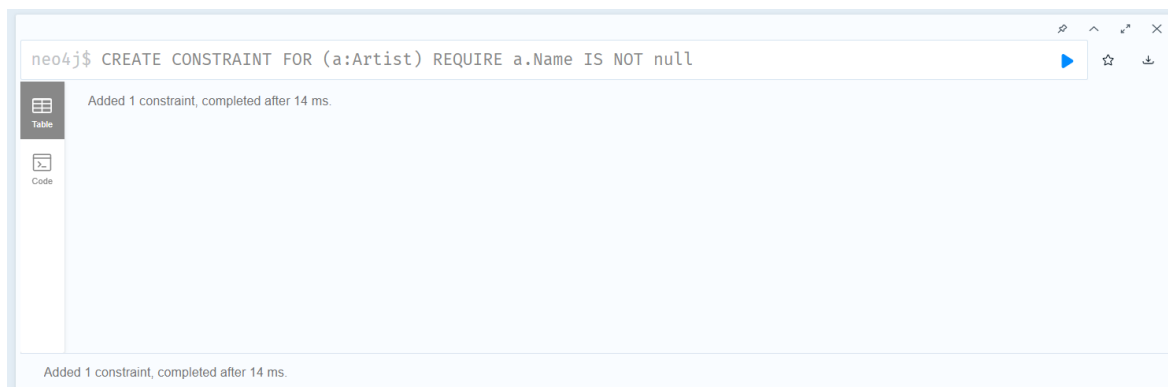 neo4j$ CREATE CONSTRAINT FOR (a:Artist) REQUIRE a.Name IS NOT null
Added 1 constraint, completed after 14 ms.
Table
Code
Added 1 constraint, completed after 14 ms.